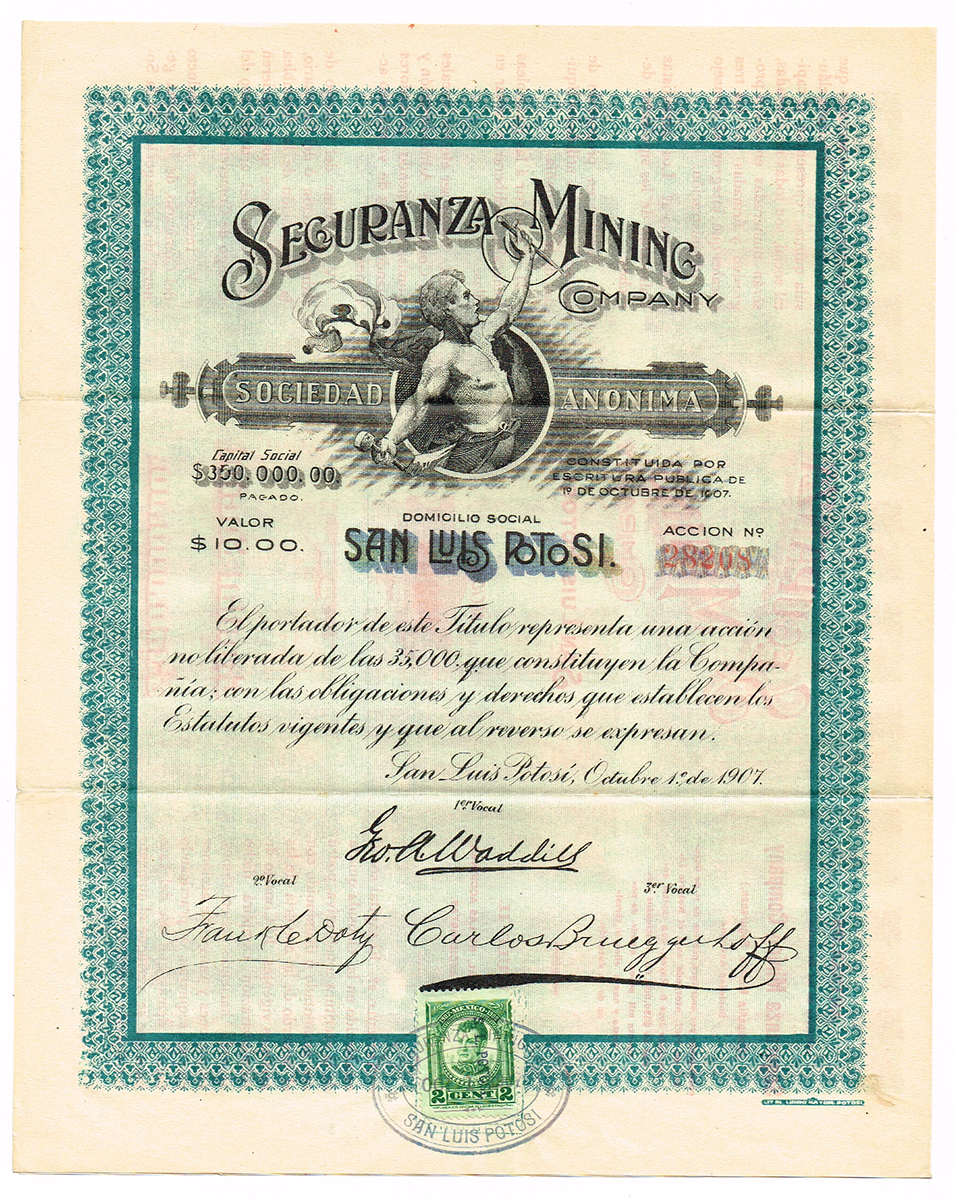 SEGURANZA MINING
COMPANY
SOCIEDAD ANONIMA
Capital Social
$350.000.00.
PAGADO.
CONSTITUIDA POR
ESCRITURA PUBLICA DE
1º DE OCTUBRE DE 1907.
VALOR
$10.00.
DOMICILIO SOCIAL
SAN LUIS POTOSI.
ACCION Nº
28208
El portador de este Título, representa una acción
no liberada de las 35,000. que constituyen la Compa-
ñía; con las obligaciones y derechos que establecen los
Estatutos vigentes y que al reverso se expresan.
San Luis Potosí, Octubre 1º de 1907.
1er Vocal
Geo. A. Waddill
2º Vocal
3er Vocal
Frank C. Doty
Carlos Brueggerhoff
MEXICO
2 CENT 2
SAN LUIS POTOSI